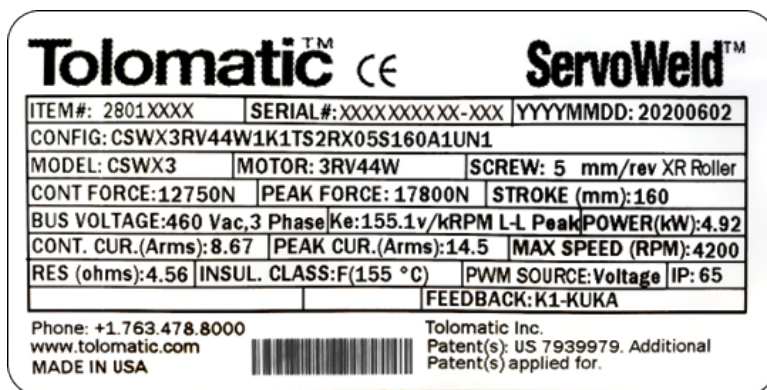 Tolomatic™ CE ServoWeld™
ITEM#: 2801XXXX SERIAL#:XXXXXXXXXX-XXX YYYYMMDD: 20200602
CONFIG: CSWX3RV44W1K1TS2RX05S160A1UN1
MODEL: CSWX3 MOTOR: 3RV44W SCREW: 5 mm/rev XR Roller
CONT FORCE:12750N PEAK FORCE: 17800N STROKE (mm):160
BUS VOLTAGE:460 Vac,3 Phase Ke:155.1v/kRPM L-L Peak POWER(kW):4.92
CONT. CUR.(Arms):8.67 PEAK CUR.(Arms):14.5 MAX SPEED (RPM):4200
RES (ohms):4.56 INSUL. CLASS:F(155 °C) PWM SOURCE:Voltage IP: 65
FEEDBACK:K1-KUKA
Phone: +1.763.478.8000
www.tolomatic.com
MADE IN USA
Tolomatic Inc.
Patent(s): US 7939979. Additional
Patent(s) applied for.